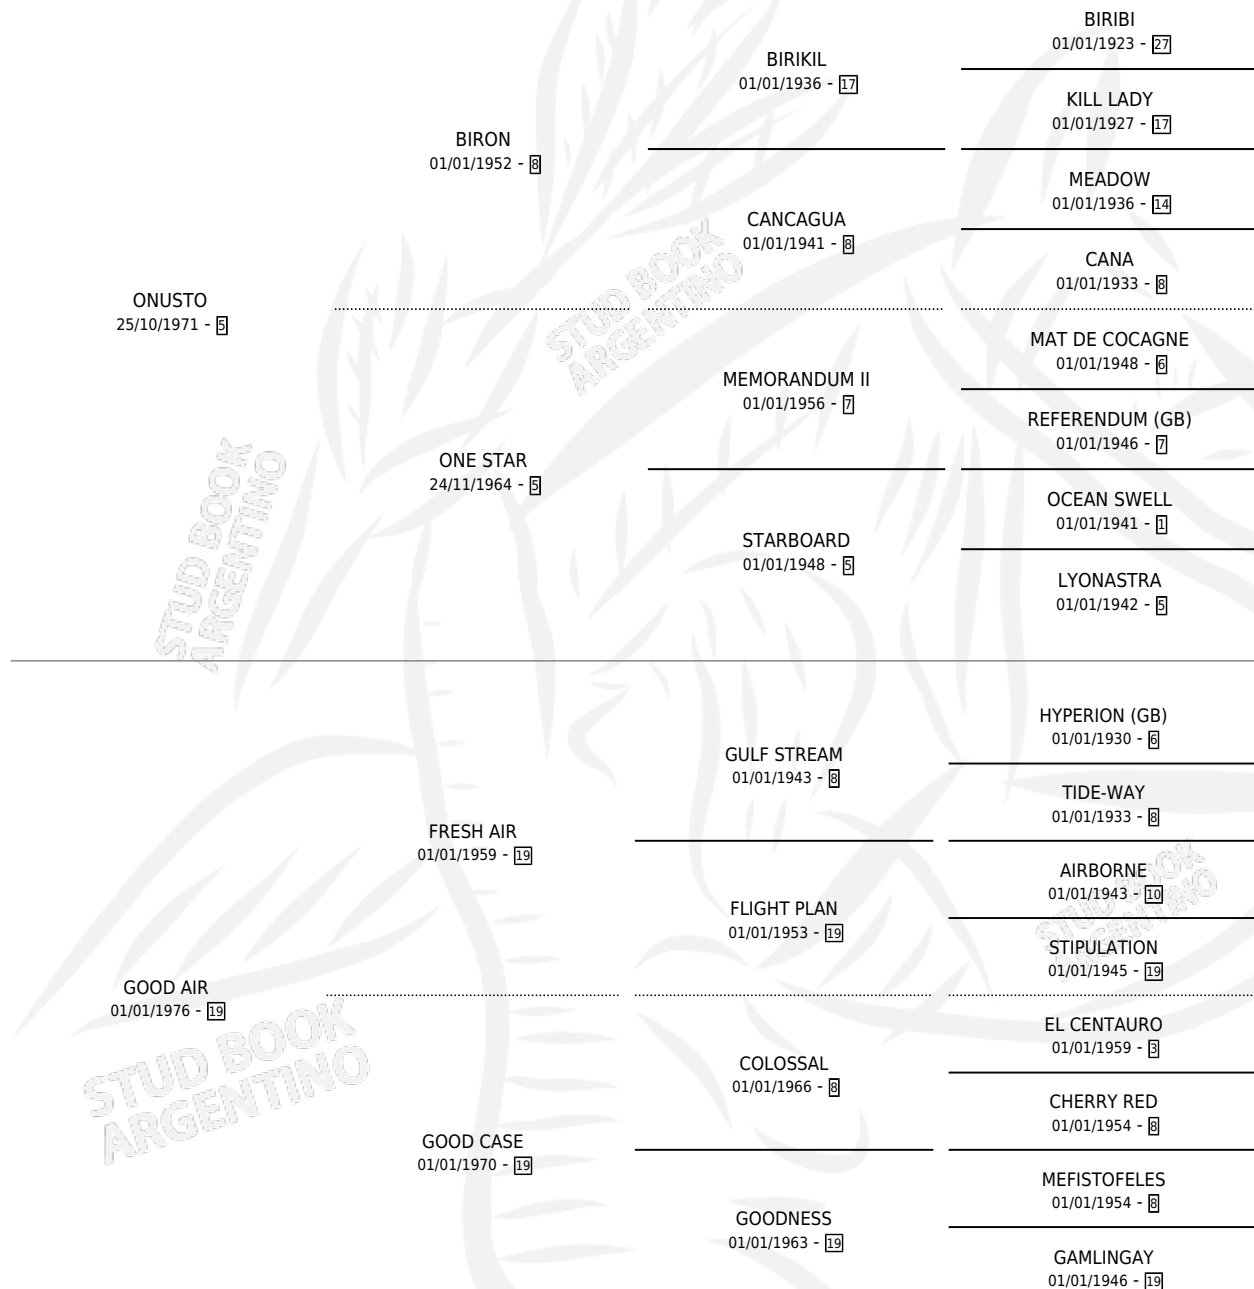 BIRIBI
01/01/1923 - 27
BIRIKIL
01/01/1936 - 17
KILL LADY
01/01/1927 - 17
BIRON
01/01/1952 - 8
MEADOW
01/01/1936 - 14
CANCAGUA
01/01/1941 - 8
CANA
01/01/1933 - 8
ONUSTO
25/10/1971 - 5
MAT DE COCAGNE
01/01/1948 - 6
MEMORANDUM II
01/01/1956 - 7
REFERENDUM (GB)
01/01/1946 - 7
ONE STAR
24/11/1964 - 5
OCEAN SWELL
01/01/1941 - 1
STARBOARD
01/01/1948 - 5
LYONASTRA
01/01/1942 - 5
HYPERION (GB)
01/01/1930 - 6
GULF STREAM
01/01/1943 - 8
TIDE-WAY
01/01/1933 - 8
FRESH AIR
01/01/1959 - 19
AIRBORNE
01/01/1943 - 10
FLIGHT PLAN
01/01/1953 - 19
STIPULATION
01/01/1945 - 19
GOOD AIR
01/01/1976 - 19
EL CENTAURO
01/01/1959 - 3
COLOSSAL
01/01/1966 - 8
CHERRY RED
01/01/1954 - 8
GOOD CASE
01/01/1970 - 19
MEFISTOFELES
01/01/1954 - 8
GOODNESS
01/01/1963 - 19
GAMLINGAY
01/01/1946 - 19
STUD BOOK
ARGENTINO
STUD BOOK
ARGENTINO
STUD BOOK
ARGENTINO
STUD BOOK
ARGENTINO